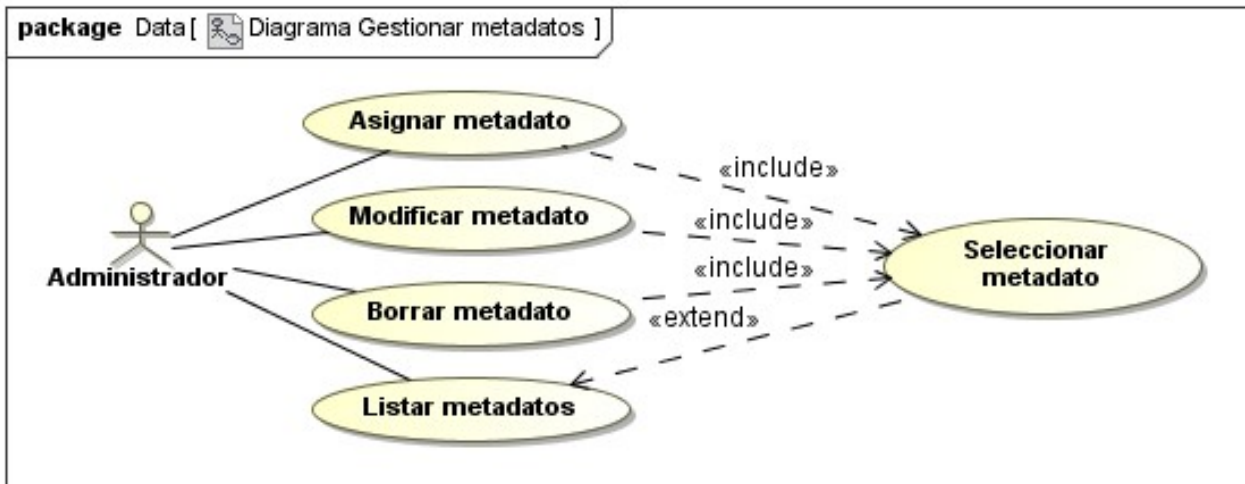 package Data [ Diagrama Gestionar metadatos ]
Asignar metadato
«include»
Modificar metadato
«include»
Seleccionar
metadato
Administrador
«include»
Borrar metadato
«extend»
Listar metadatos